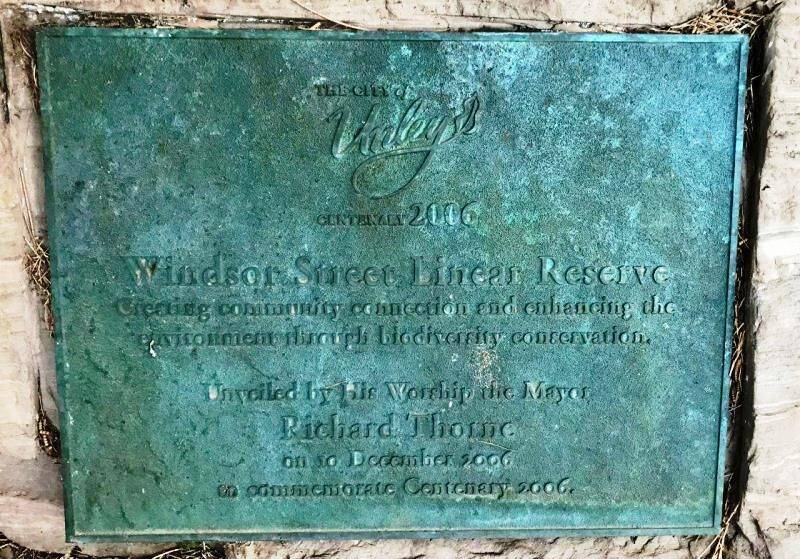 THE CITY of
Unley
CENTENARY 2006
Windsor Street Linear Reserve
Creating community connection and enhancing the
environment through biodiversity conservation.
Unveiled by His Worship the Mayor
Richard Thorne
on 10 December 2006
to commemorate Centenary 2006.